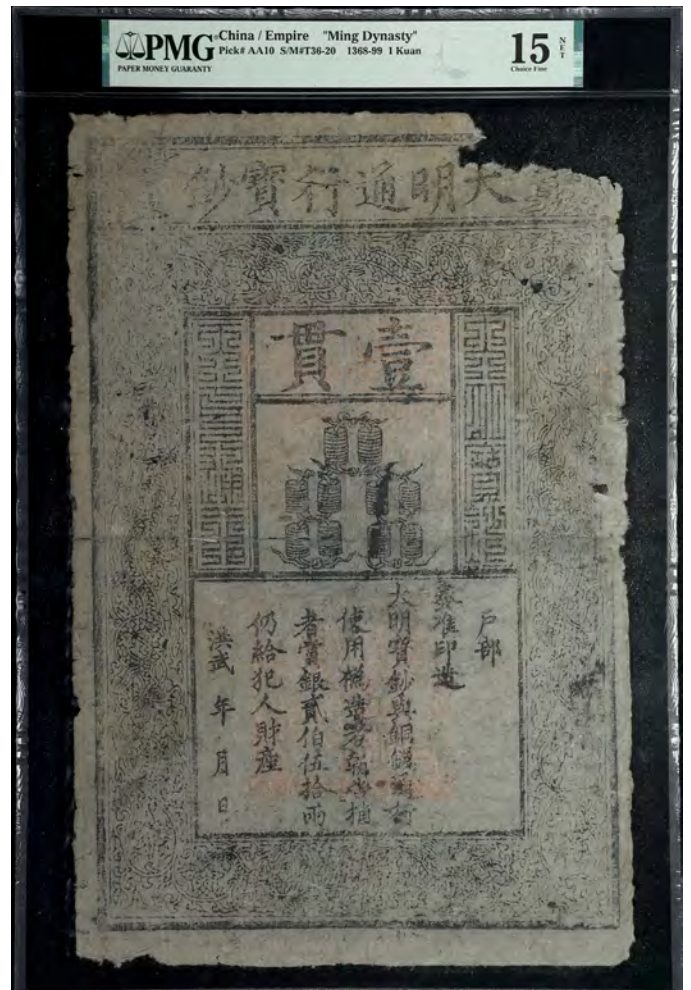 PMG
PAPER MONEY GUARANTY
China / Empire "Ming Dynasty"
Pick# AA10 S/M#T36-20 1368-99 1 Kuan
15 NET
Choice Fine
大明通行寶鈔
壹貫
戶部
奏准印造
大明寶鈔與銅錢通行
使用偽造者斬告捕
者賞銀貳伯伍拾兩
仍給犯人財產
洪武 年 月 日